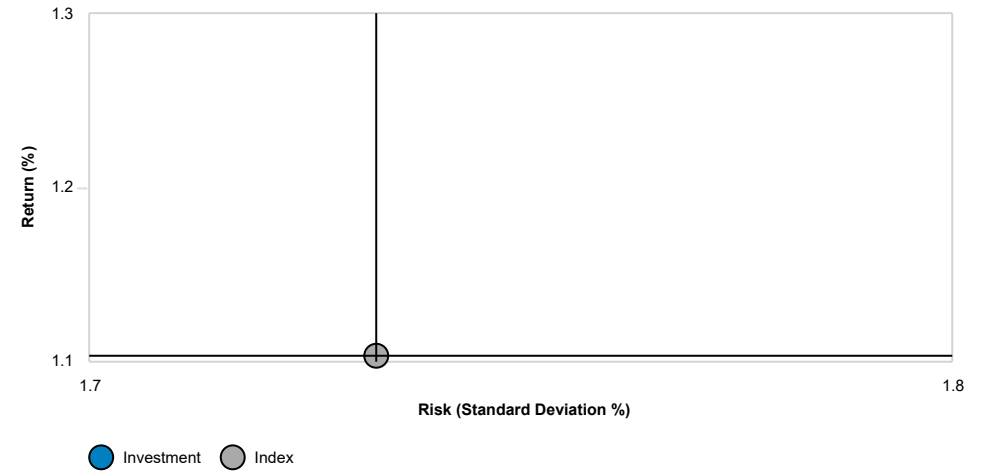 1.3
Return (%)
1.2
1.1
1.7 1.8
Risk (Standard Deviation %)
Investment Index